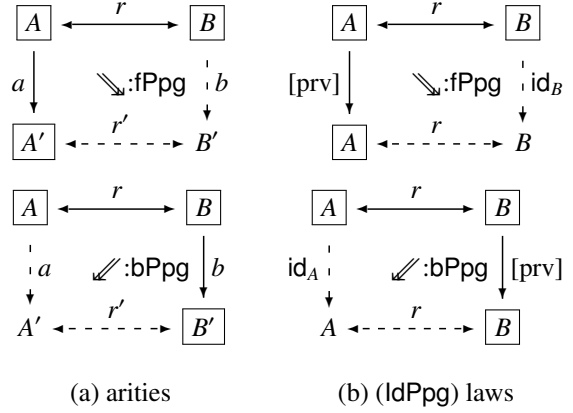 A r B A r B
a :fPpg b [prv] :fPpg id_B
A′ r′ B′ A r B
A r B A r B
a :bPpg b id_A :bPpg [prv]
A′ r′ B′ A r B
(a) arities (b) (IdPpg) laws